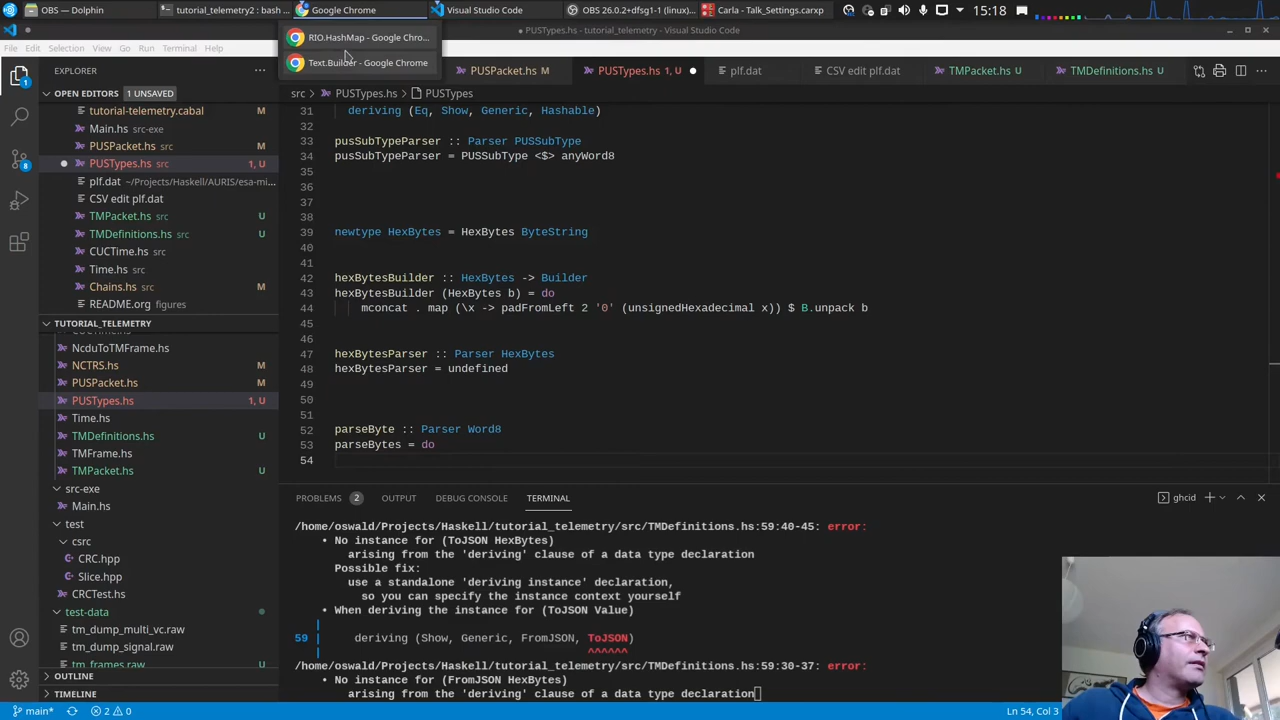 OBS — Dolphin
tutorial_telemetry2 : bash ...
Google Chrome
Visual Studio Code
OBS 26.0.2+dfsg1-1 (linux)...
Carla - Talk_Settings.carxp
15:18
RIO.HashMap - Google Chro...
Text.Builder - Google Chrome
PUSTypes.hs - tutorial_telemetry - Visual Studio Code
File Edit Selection View Go Run Terminal Help
EXPLORER
PUSPacket.hs M
PUSTypes.hs 1, U
plf.dat
CSV edit plf.dat
TMPacket.hs U
TMDefinitions.hs U
OPEN EDITORS 1 UNSAVED
src > PUSTypes.hs > PUSTypes
tutorial-telemetry.cabal M
Main.hs src-exe
PUSPacket.hs src M
PUSTypes.hs src 1, U
plf.dat ~/Projects/Haskell/AURIS/esa-mi...
CSV edit plf.dat
TMPacket.hs src U
TMDefinitions.hs src U
CUCTime.hs src
Time.hs src
Chains.hs src U
README.org figures
TUTORIAL_TELEMETRY
NcduToTMFrame.hs
NCTRS.hs M
PUSPacket.hs M
PUSTypes.hs 1, U
Time.hs
TMDefinitions.hs U
TMFrame.hs
TMPacket.hs U
src-exe
Main.hs
test
csrc
CRC.hpp
Slice.hpp
CRCTest.hs
test-data
tm_dump_multi_vc.raw
tm_dump_signal.raw
tm_frames.raw
OUTLINE
TIMELINE
31 deriving (Eq, Show, Generic, Hashable)
32
33 pusSubTypeParser :: Parser PUSSubType
34 pusSubTypeParser = PUSSubType <$> anyWord8
35
36
37
38
39 newtype HexBytes = HexBytes ByteString
40
41
42 hexBytesBuilder :: HexBytes -> Builder
43 hexBytesBuilder (HexBytes b) = do
44 mconcat . map (\x -> padFromLeft 2 '0' (unsignedHexadecimal x)) $ B.unpack b
45
46
47 hexBytesParser :: Parser HexBytes
48 hexBytesParser = undefined
49
50
51
52 parseByte :: Parser Word8
53 parseBytes = do
54
PROBLEMS 2 OUTPUT DEBUG CONSOLE TERMINAL
ghcid
/home/oswald/Projects/Haskell/tutorial_telemetry/src/TMDefinitions.hs:59:40-45: error:
• No instance for (ToJSON HexBytes)
arising from the 'deriving' clause of a data type declaration
Possible fix:
use a standalone 'deriving instance' declaration,
so you can specify the instance context yourself
• When deriving the instance for (ToJSON Value)
|
59 | deriving (Show, Generic, FromJSON, ToJSON)
| ^^^^^^
/home/oswald/Projects/Haskell/tutorial_telemetry/src/TMDefinitions.hs:59:30-37: error:
• No instance for (FromJSON HexBytes)
arising from the 'deriving' clause of a data type declaration
main* 2 0
Ln 54, Col 3